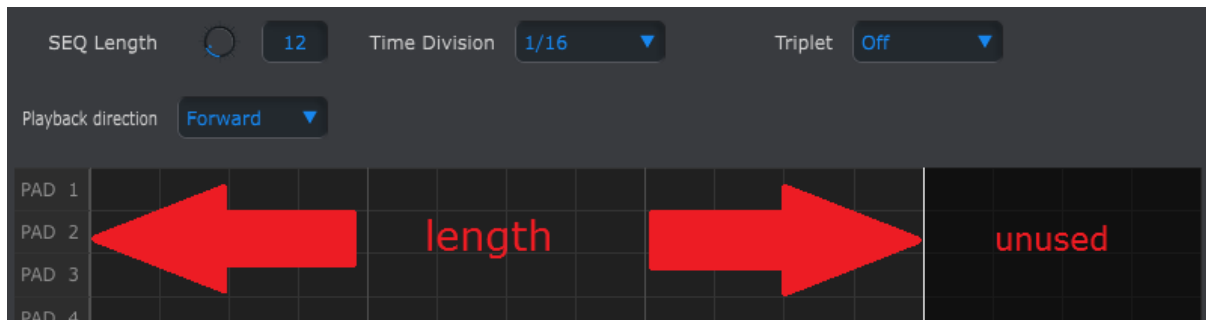 SEQ Length 12 Time Division 1/16 Triplet Off
Playback direction Forward
PAD 1
PAD 2 length unused
PAD 3
PAD 4